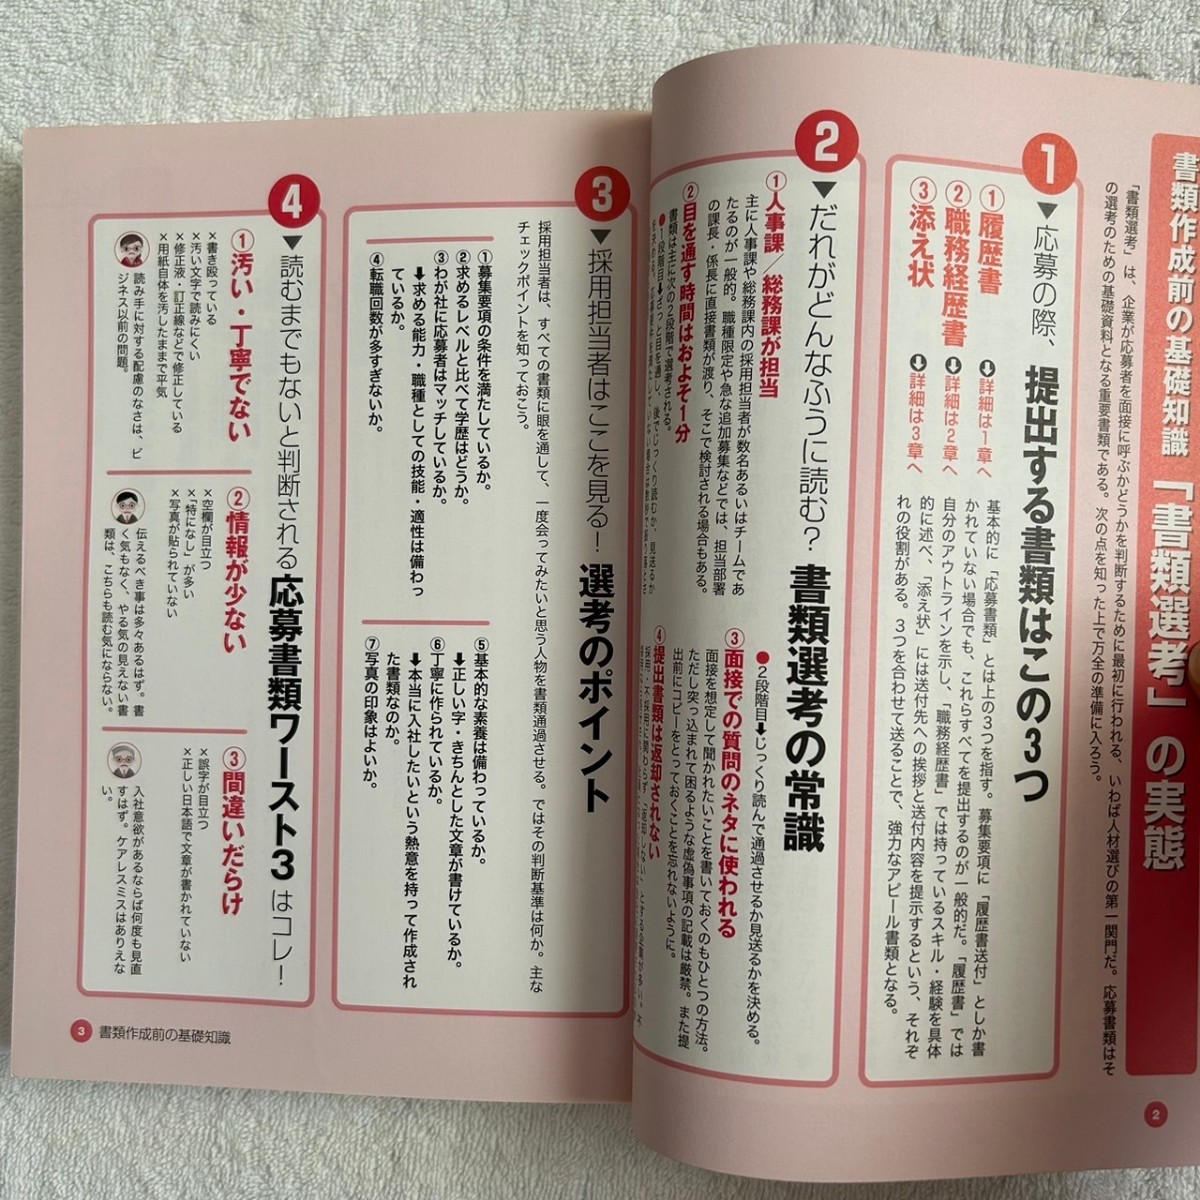 書類作成前の基礎知識 「書類選考」の実態
「書類選考」は、企業が応募者を面接に呼ぶかどうかを判断するために最初に行われる、いわば人材選びの第一関門だ。応募書類はそ
の選考のための基礎資料となる重要書類である。次の点を知った上で万全の準備に入ろう。
1
▼応募の際、提出する書類はこの3つ
①履歴書 ➡詳細は1章へ
②職務経歴書 ➡詳細は2章へ
③添え状 ➡詳細は3章へ
基本的に「応募書類」とは上の3つを指す。募集要項に「履歴書送付」としか書
かれていない場合でも、これらすべてを提出するのが一般的だ。「履歴書」では
自分のアウトラインを示し、「職務経歴書」では持っているスキル・経験を具体
的に述べ、「添え状」には送付先への挨拶と送付内容を提示するという、それぞ
れの役割がある。3つを合わせて送ることで、強力なアピール書類となる。
2
▼だれがどんなふうに読む？書類選考の常識
①人事課／総務課が担当
主に人事課や総務課内の採用担当者が数名あるいはチームであ
たるのが一般的。職種限定や急な追加募集などでは、担当部署
の課長・係長に直接書類が渡り、そこで検討される場合もある。
②目を通す時間はおよそ1分
書類は主に次の2段階で選考される。
●1段階目➡ざっと目を通し、後でじっくり読むか、見送るか
●2段階目➡じっくり読んで通過させるか見送るかを決める。
③面接での質問のネタに使われる
面接を想定して聞かれたいことを書いておくのもひとつの方法。
ただし突っ込まれて困るような虚偽事項の記載は厳禁。また提
出前にコピーをとっておくことを忘れないように。
④提出書類は返却されない
2
3
▼採用担当者はここを見る！選考のポイント
採用担当者は、すべての書類に眼を通して、一度会ってみたいと思う人物を書類通過させる。ではその判断基準は何か。主な
チェックポイントを知っておこう。
①募集要項の条件を満たしているか。
②求めるレベルと比べて学歴はどうか。
③わが社に応募者はマッチしているか。
➡求める能力・職種としての技能・適性は備わっ
ているか。
④転職回数が多すぎないか。
⑤基本的な素養は備わっているか。
➡正しい字・きちんとした文章が書けているか。
⑥丁寧に作られているか。
➡本当に入社したいという熱意を持って作成され
た書類なのか。
⑦写真の印象はよいか。
4
▼読むまでもないと判断される応募書類ワースト3はコレ！
①汚い・丁寧でない
×書き殴っている
×汚い文字で読みにくい
×修正液・訂正線などで修正している
×用紙自体を汚したままで平気
読み手に対する配慮のなさは、ビ
ジネス以前の問題。
②情報が少ない
×空欄が目立つ
×「特になし」が多い
×写真が貼られていない
伝えるべき事は多々あるはず。書
く気もなく、やる気の見えない書
類は、こちらも読む気にならない。
③間違いだらけ
×誤字が目立つ
×正しい日本語で文章が書かれていない
入社意欲があるならば何度も見直
すはず。ケアレスミスはありえな
い。
3 書類作成前の基礎知識